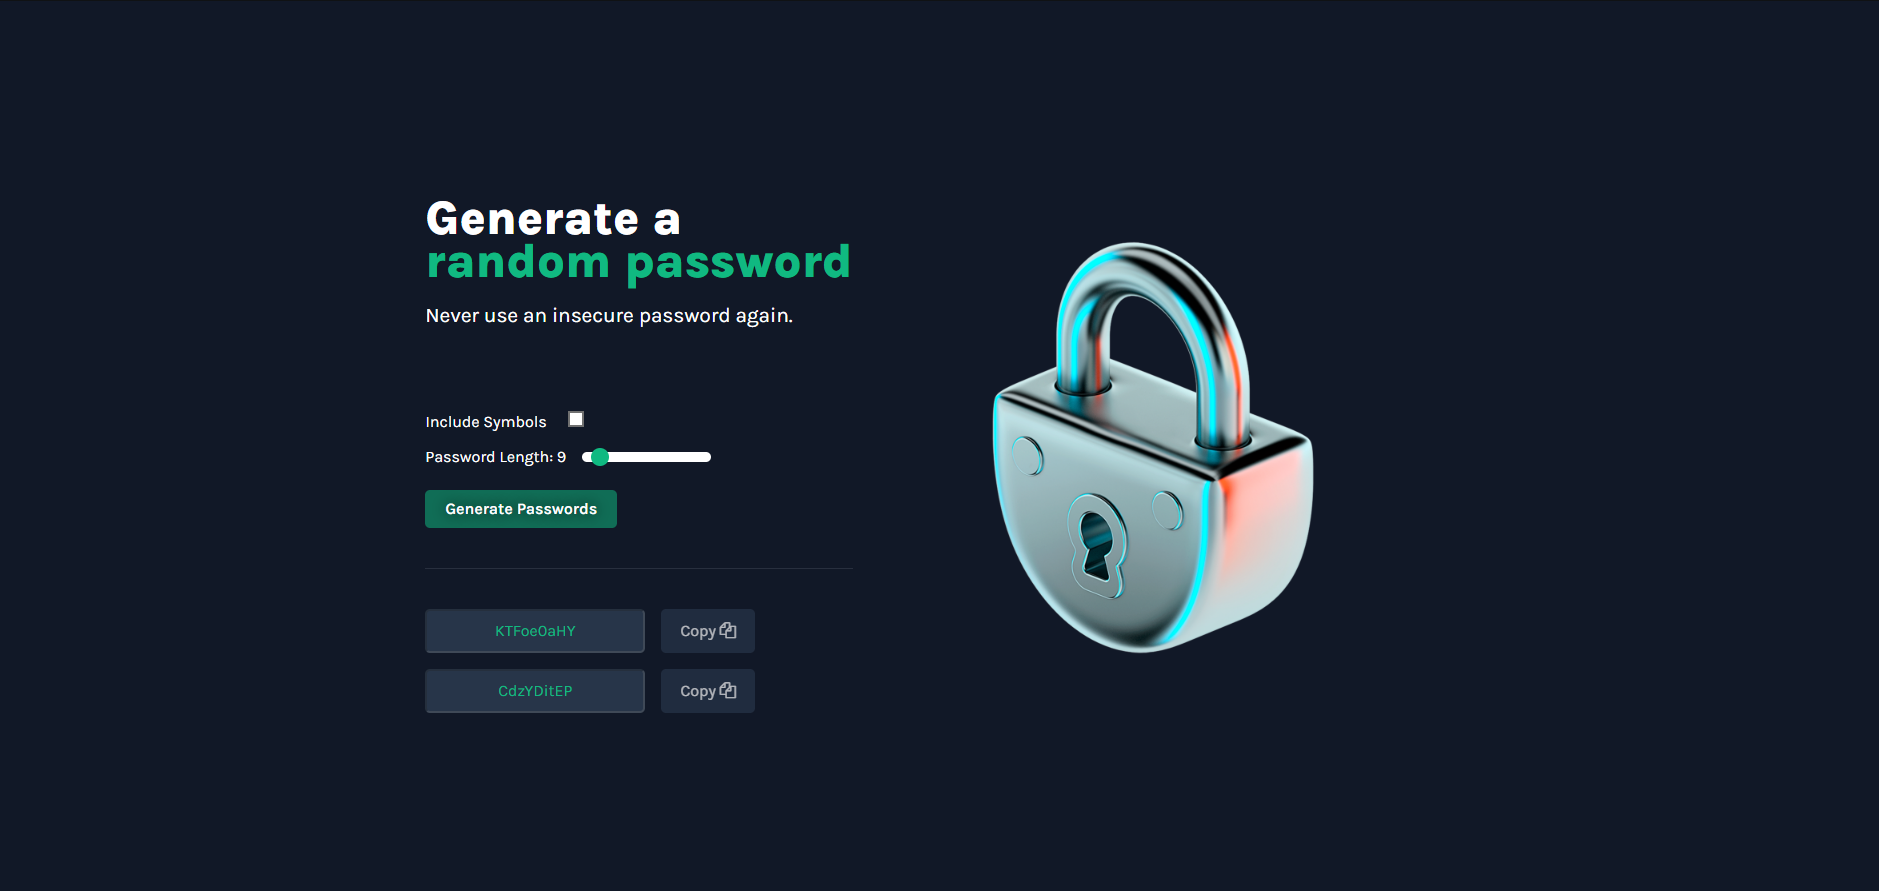 Generate a
random password
Never use an insecure password again.
Include Symbols
Password Length: 9
Generate Passwords
KTFoeOaHY Copy
CdzYDitEP Copy